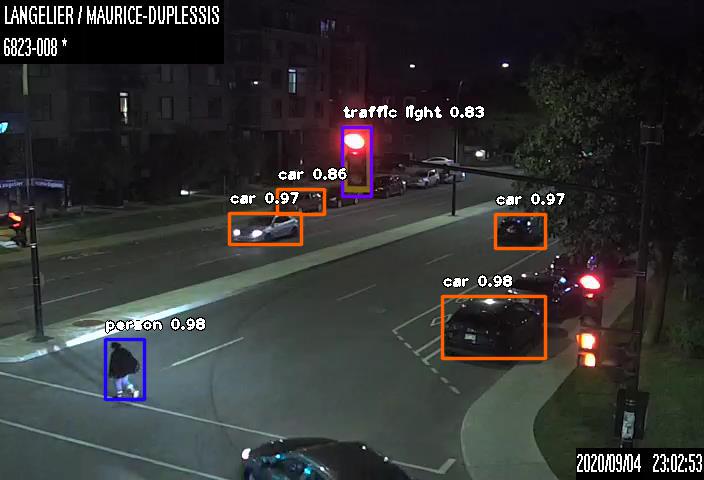 LANGELIER / MAURICE-DUPLESSIS
6823-008 *
traffic light 0.83
car 0.86
car 0.97
car 0.97
car 0.98
person 0.98
2020/09/04 23:02:53